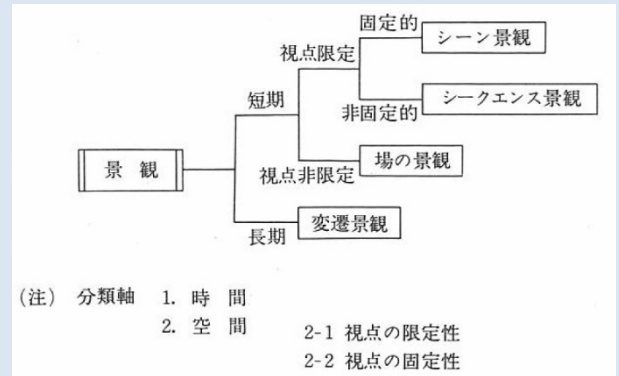 固定的
シーン景観
視点限定
短期
非固定的
シークエンス景観
景　観
視点非限定
場の景観
長期
変遷景観
(注)　分類軸　1. 時　間
2. 空　間
2-1 視点の限定性
2-2 視点の固定性